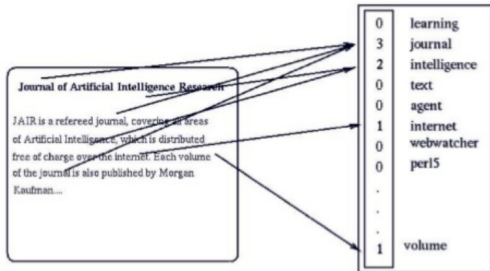 Journal of Artificial Intelligence Research
JAIR is a refereed journal, covering all areas
of Artificial Intelligence, which is distributed
free of charge over the internet. Each volume
of the journal is also published by Morgan
Kaufman....
0 learning
3 journal
2 intelligence
0 text
0 agent
1 internet
0 webwatcher
0 perl5
.
.
.
1 volume